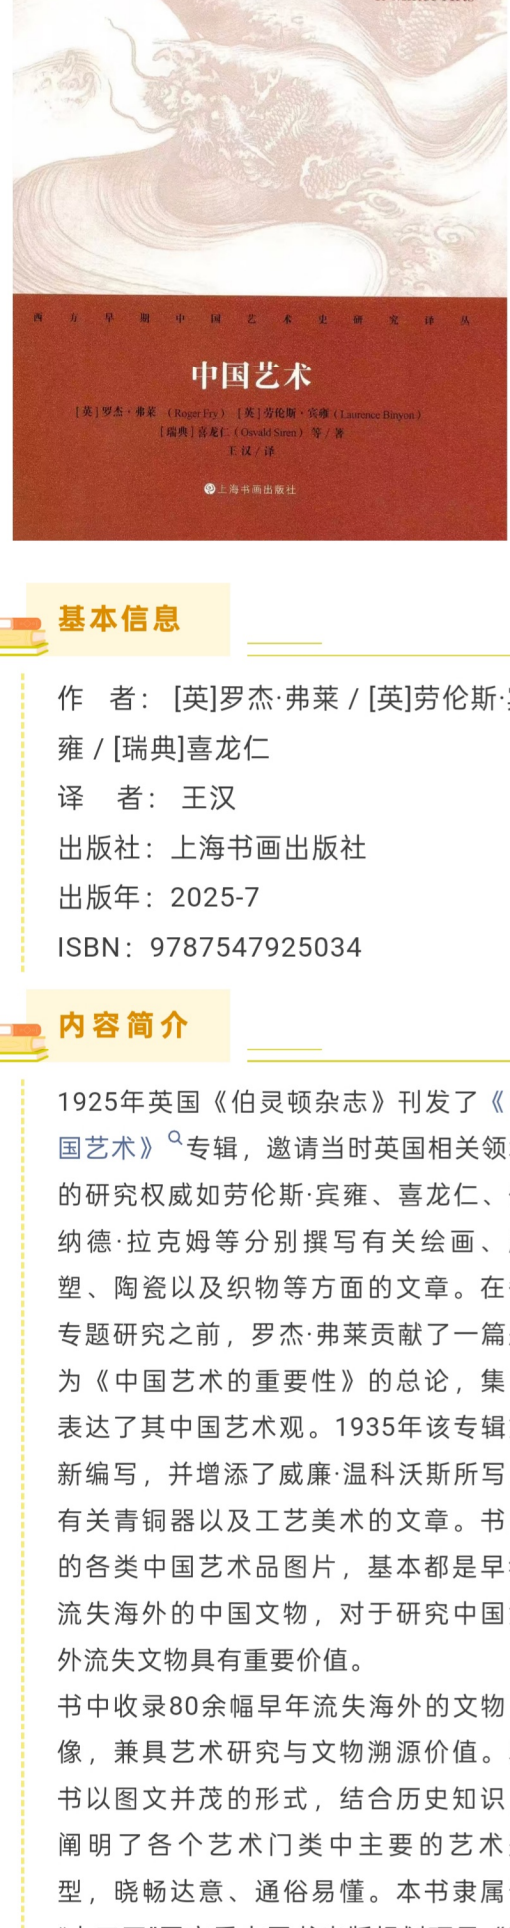 西方早期中国艺术史研究译丛
中国艺术
[英]罗杰·弗莱 (Roger Fry) [英]劳伦斯·宾雍 (Laurence Binyon)
[瑞典]喜龙仁 (Osvald Siren) 等/著
王汉/译
上海书画出版社
基本信息
作 者： [英]罗杰·弗莱 / [英]劳伦斯·
雍 / [瑞典]喜龙仁
译 者： 王汉
出版社：上海书画出版社
出版年：2025-7
ISBN：9787547925034
内容简介
1925年英国《伯灵顿杂志》刊发了《
国艺术》专辑，邀请当时英国相关领
的研究权威如劳伦斯·宾雍、喜龙仁、
纳德·拉克姆等分别撰写有关绘画、
塑、陶瓷以及织物等方面的文章。在
专题研究之前，罗杰·弗莱贡献了一篇
为《中国艺术的重要性》的总论，集
表达了其中国艺术观。1935年该专辑
新编写，并增添了威廉·温科沃斯所写
有关青铜器以及工艺美术的文章。书
的各类中国艺术品图片，基本都是早
流失海外的中国文物，对于研究中国
外流失文物具有重要价值。
书中收录80余幅早年流失海外的文物
像，兼具艺术研究与文物溯源价值。
书以图文并茂的形式，结合历史知识
阐明了各个艺术门类中主要的艺术
型，晓畅达意、通俗易懂。本书隶属